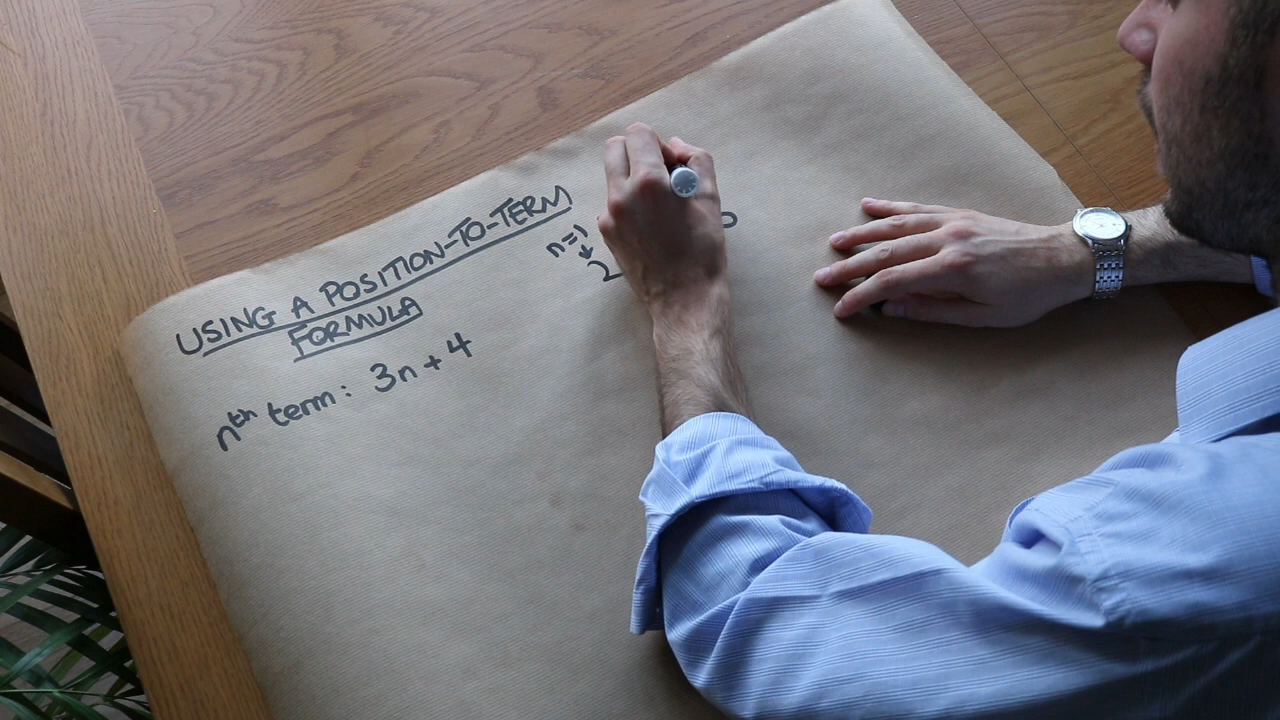 USING A POSITION-TO-TERM
FORMULA
nth term: 3n + 4
n=1
2